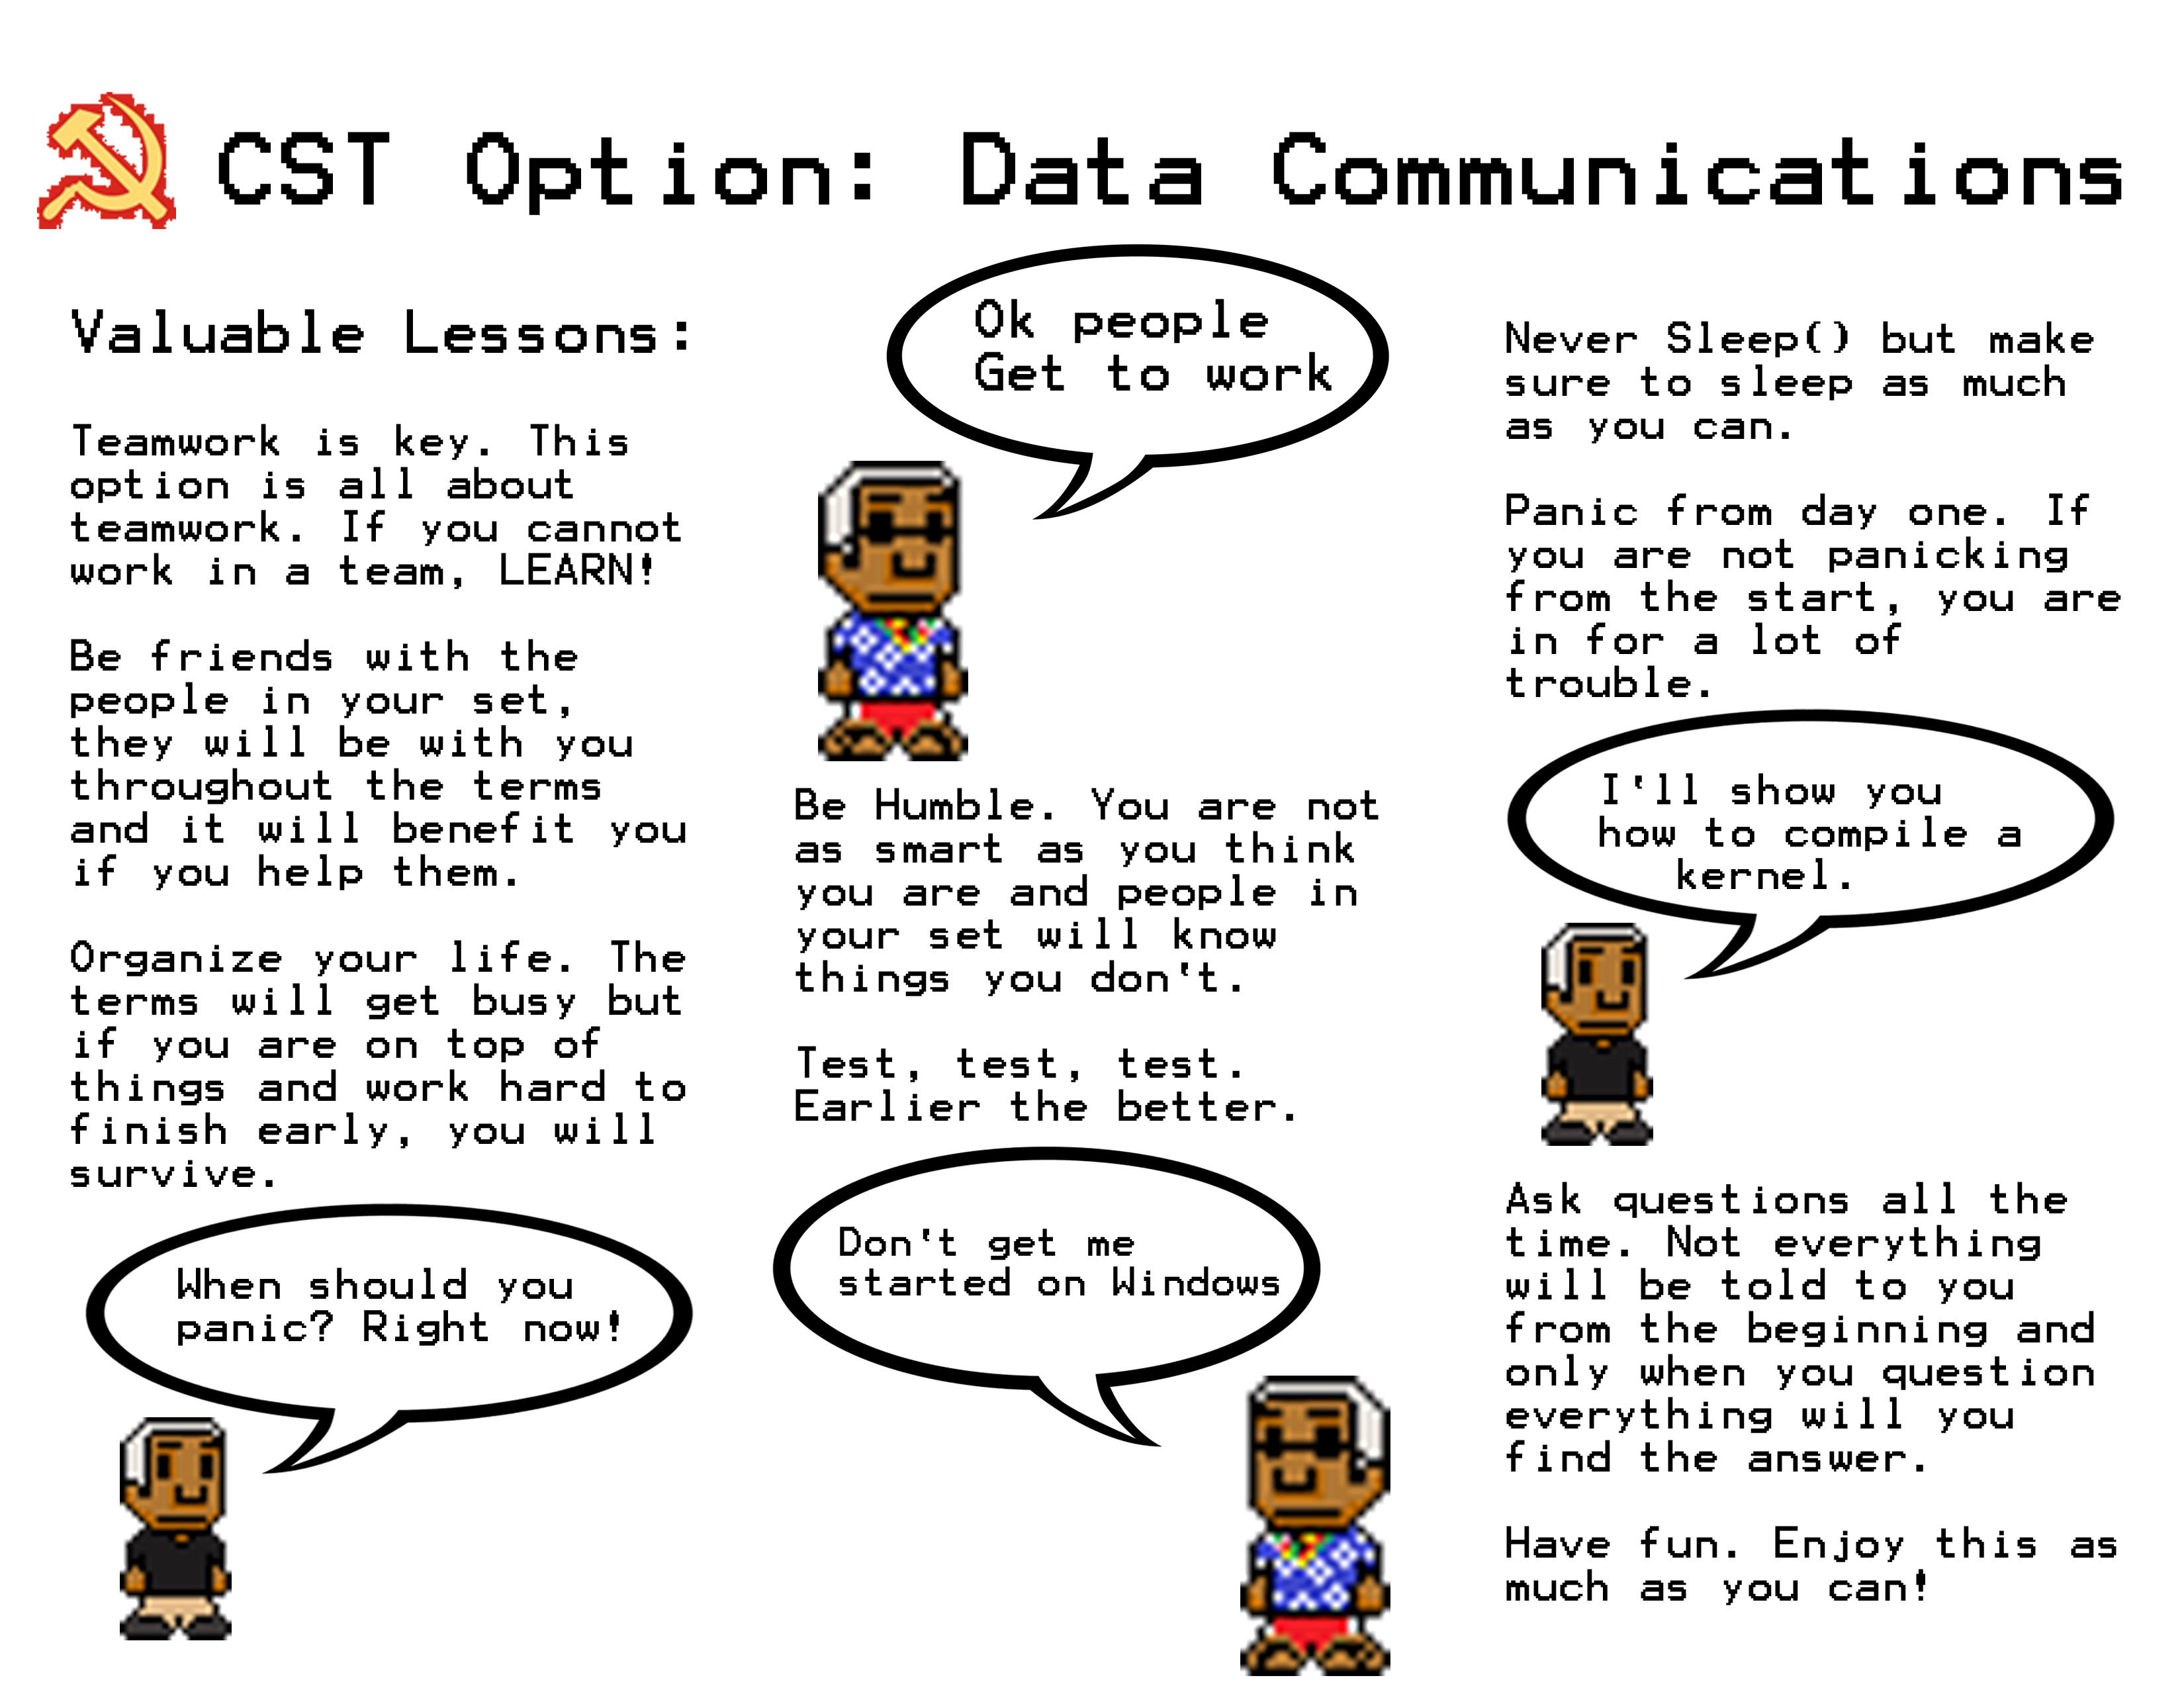 CST Option: Data Communications
Valuable Lessons:
Teamwork is key. This
option is all about
teamwork. If you cannot
work in a team, LEARN!
Be friends with the
people in your set,
they will be with you
throughout the terms
and it will benefit you
if you help them.
Organize your life. The
terms will get busy but
if you are on top of
things and work hard to
finish early, you will
survive.
When should you
panic? Right now!
Ok people
Get to work
Be Humble. You are not
as smart as you think
you are and people in
your set will know
things you don't.
Test, test, test.
Earlier the better.
Don't get me
started on Windows
Never Sleep() but make
sure to sleep as much
as you can.
Panic from day one. If
you are not panicking
from the start, you are
in for a lot of
trouble.
I'll show you
how to compile a
kernel.
Ask questions all the
time. Not everything
will be told to you
from the beginning and
only when you question
everything will you
find the answer.
Have fun. Enjoy this as
much as you can!